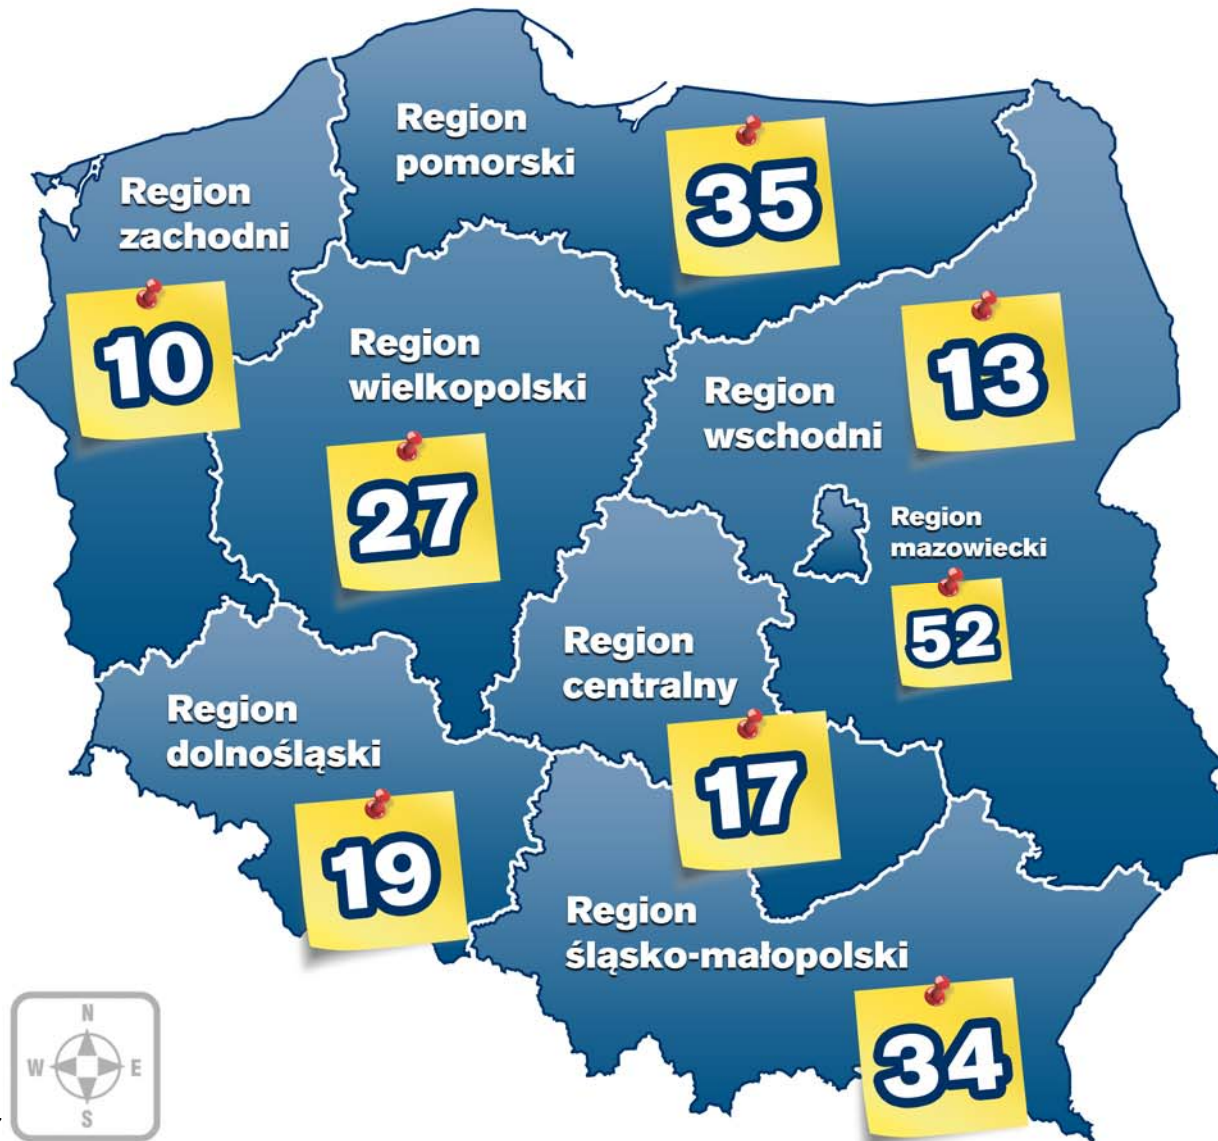 Region
pomorski
35
Region
zachodni
10
Region
wielkopolski
27
Region
wschodni
13
Region
mazowiecki
52
Region
centralny
17
Region
dolnośląski
19
Region
śląsko-małopolski
34
N
W
E
S